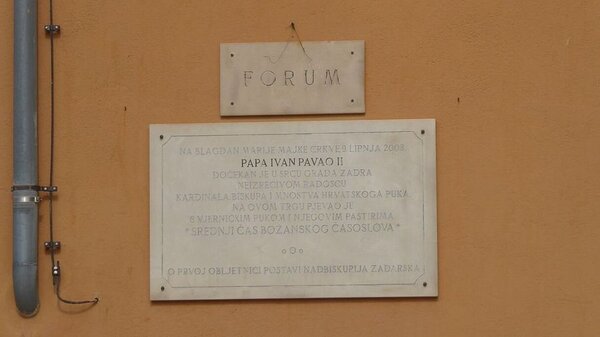 FORUM
NA BLAGDAN MARIJE MAJKE CRKVE 9. LIPNJA 2003.
PAPA IVAN PAVAO II
DOČEKAN JE U SRCU GRADA ZADRA
NEIZRECIVOM RADOŠĆU
KARDINALA, BISKUPA I MNOŠTVA HRVATSKOGA PUKA.
NA OVOM TRGU PJEVAO JE
S VJERNIČKIM PUKOM I NJEGOVIM PASTIRIMA
"SREDNJI ČAS BOŽANSKOG ČASOSLOVA"
O PRVOJ OBLJETNICI POSTAVI NADBISKUPIJA ZADARSKA